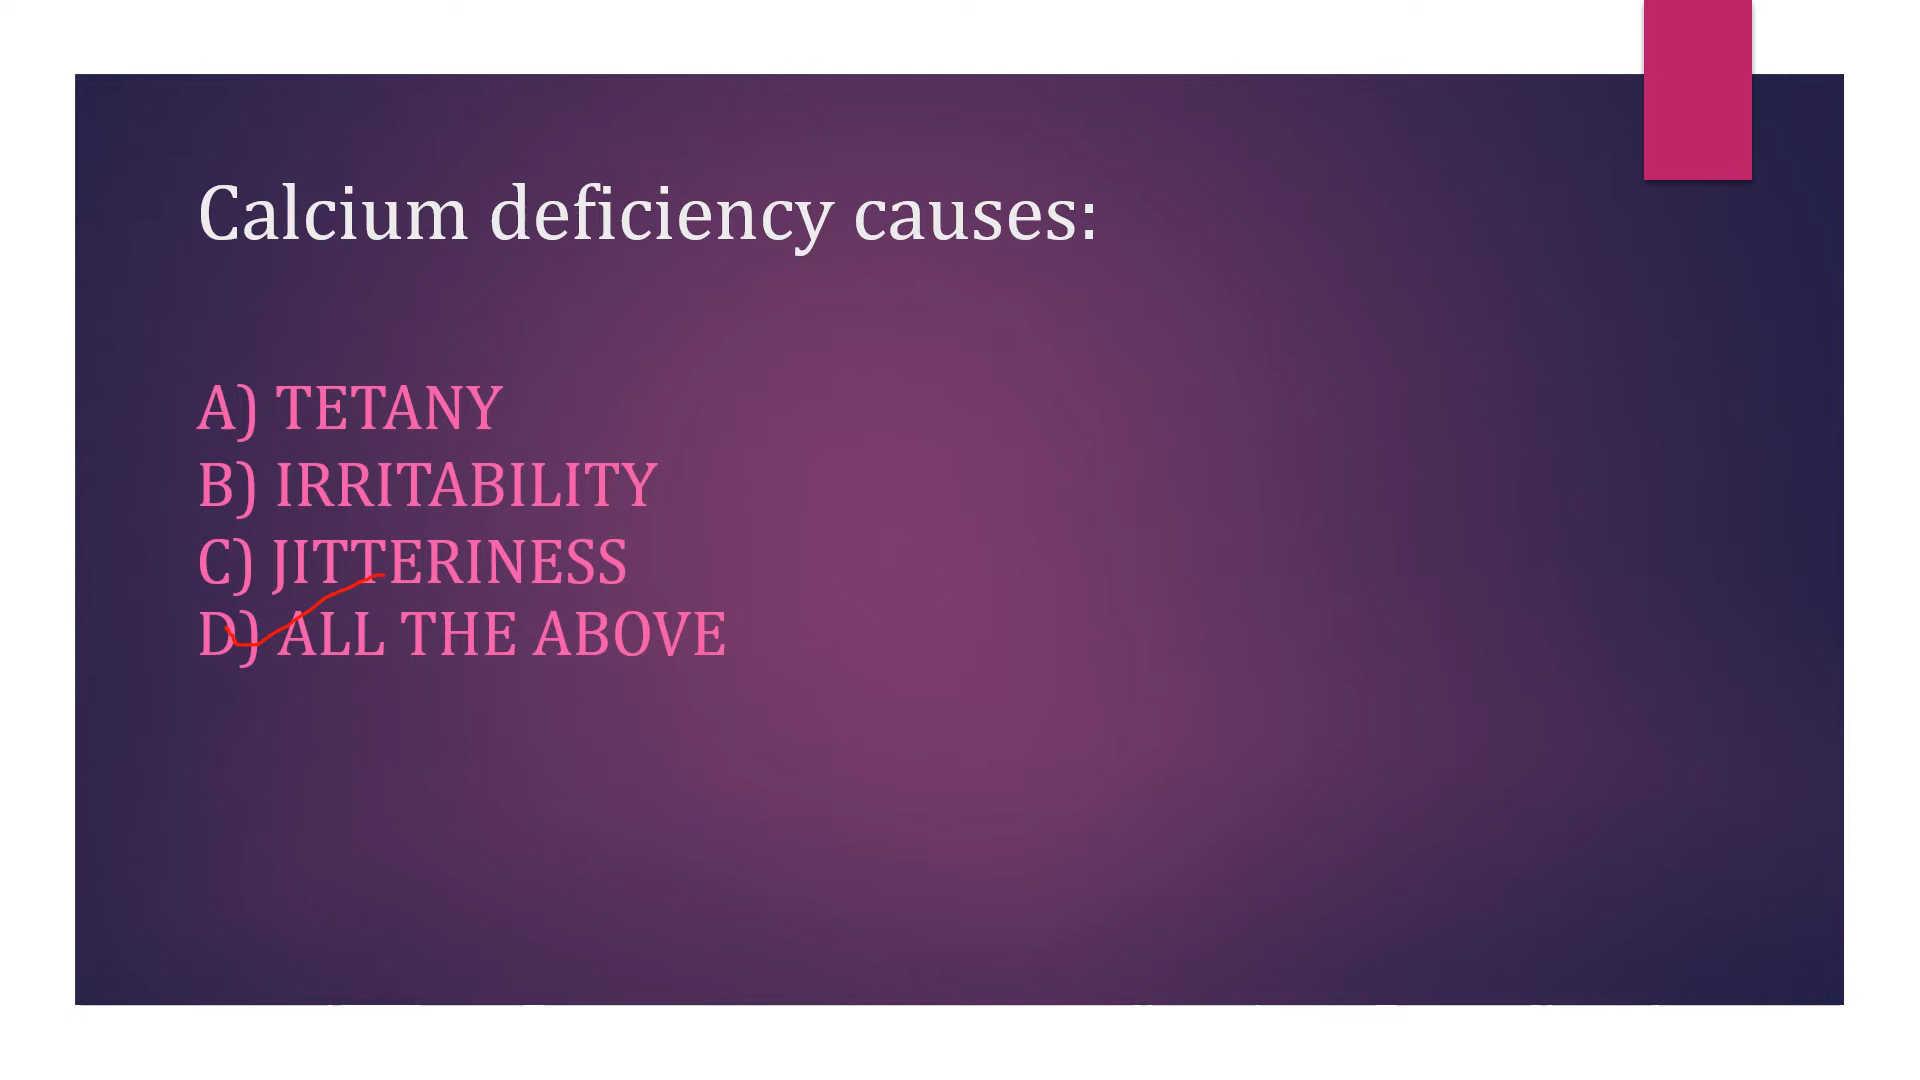 Calcium deficiency causes:
A) TETANY
B) IRRITABILITY
C) JITTERINESS
D) ALL THE ABOVE